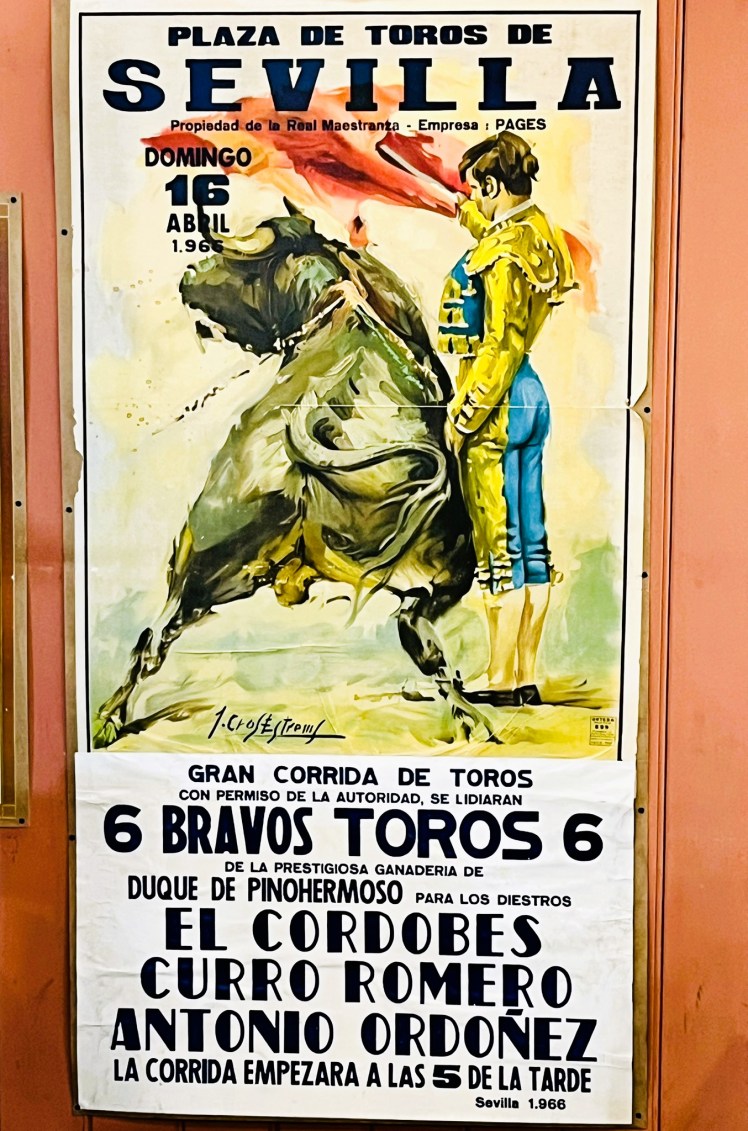 PLAZA DE TOROS DE
SEVILLA
Propiedad de la Real Maestranza - Empresa : PAGES
DOMINGO
16
ABRIL
1.966
J. Cros Estrems
ORTEGA
GRAN CORRIDA DE TOROS
CON PERMISO DE LA AUTORIDAD, SE LIDIARAN
6 BRAVOS TOROS 6
DE LA PRESTIGIOSA GANADERIA DE
DUQUE DE PINOHERMOSO PARA LOS DIESTROS
EL CORDOBES
CURRO ROMERO
ANTONIO ORDOÑEZ
LA CORRIDA EMPEZARA A LAS 5 DE LA TARDE
Sevilla 1.966